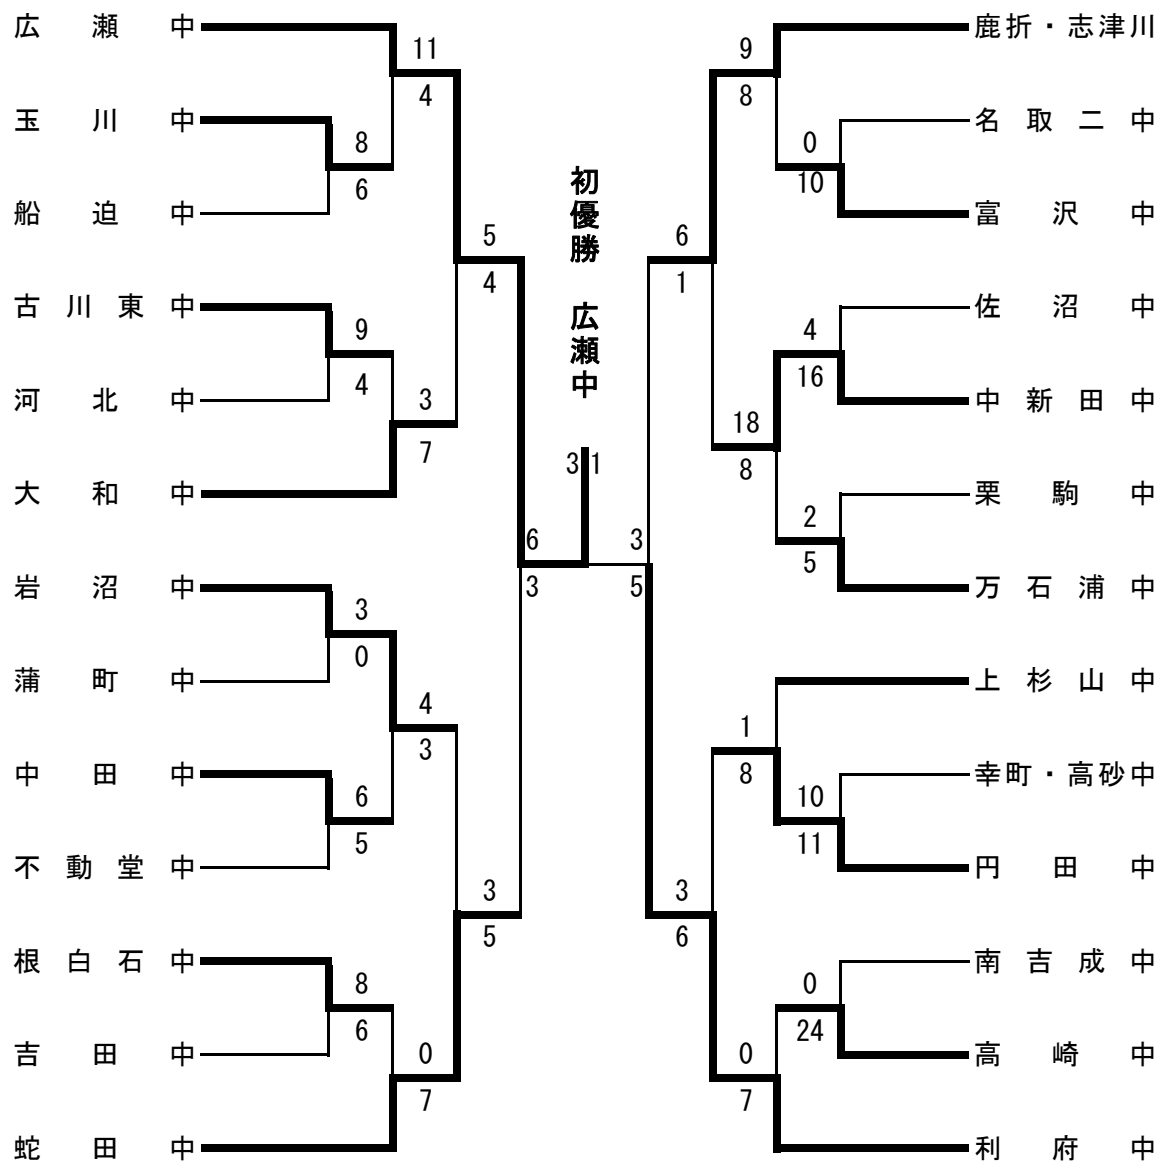 広瀬中
11
4
玉川中
8
6
船迫中
5
4
古川東中
9
4
河北中
3
7
大和中
岩沼中
3
0
蒲町中
4
3
中田中
6
5
不動堂中
3
5
根白石中
8
6
吉田中
0
7
蛇田中
初優勝 広瀬中
3 1
6
3
3
5
鹿折・志津川
9
8
名取二中
0
10
富沢中
6
1
佐沼中
4
16
中新田中
18
8
栗駒中
2
5
万石浦中
上杉山中
1
8
幸町・高砂中
10
11
円田中
3
6
南吉成中
0
24
高崎中
0
7
利府中